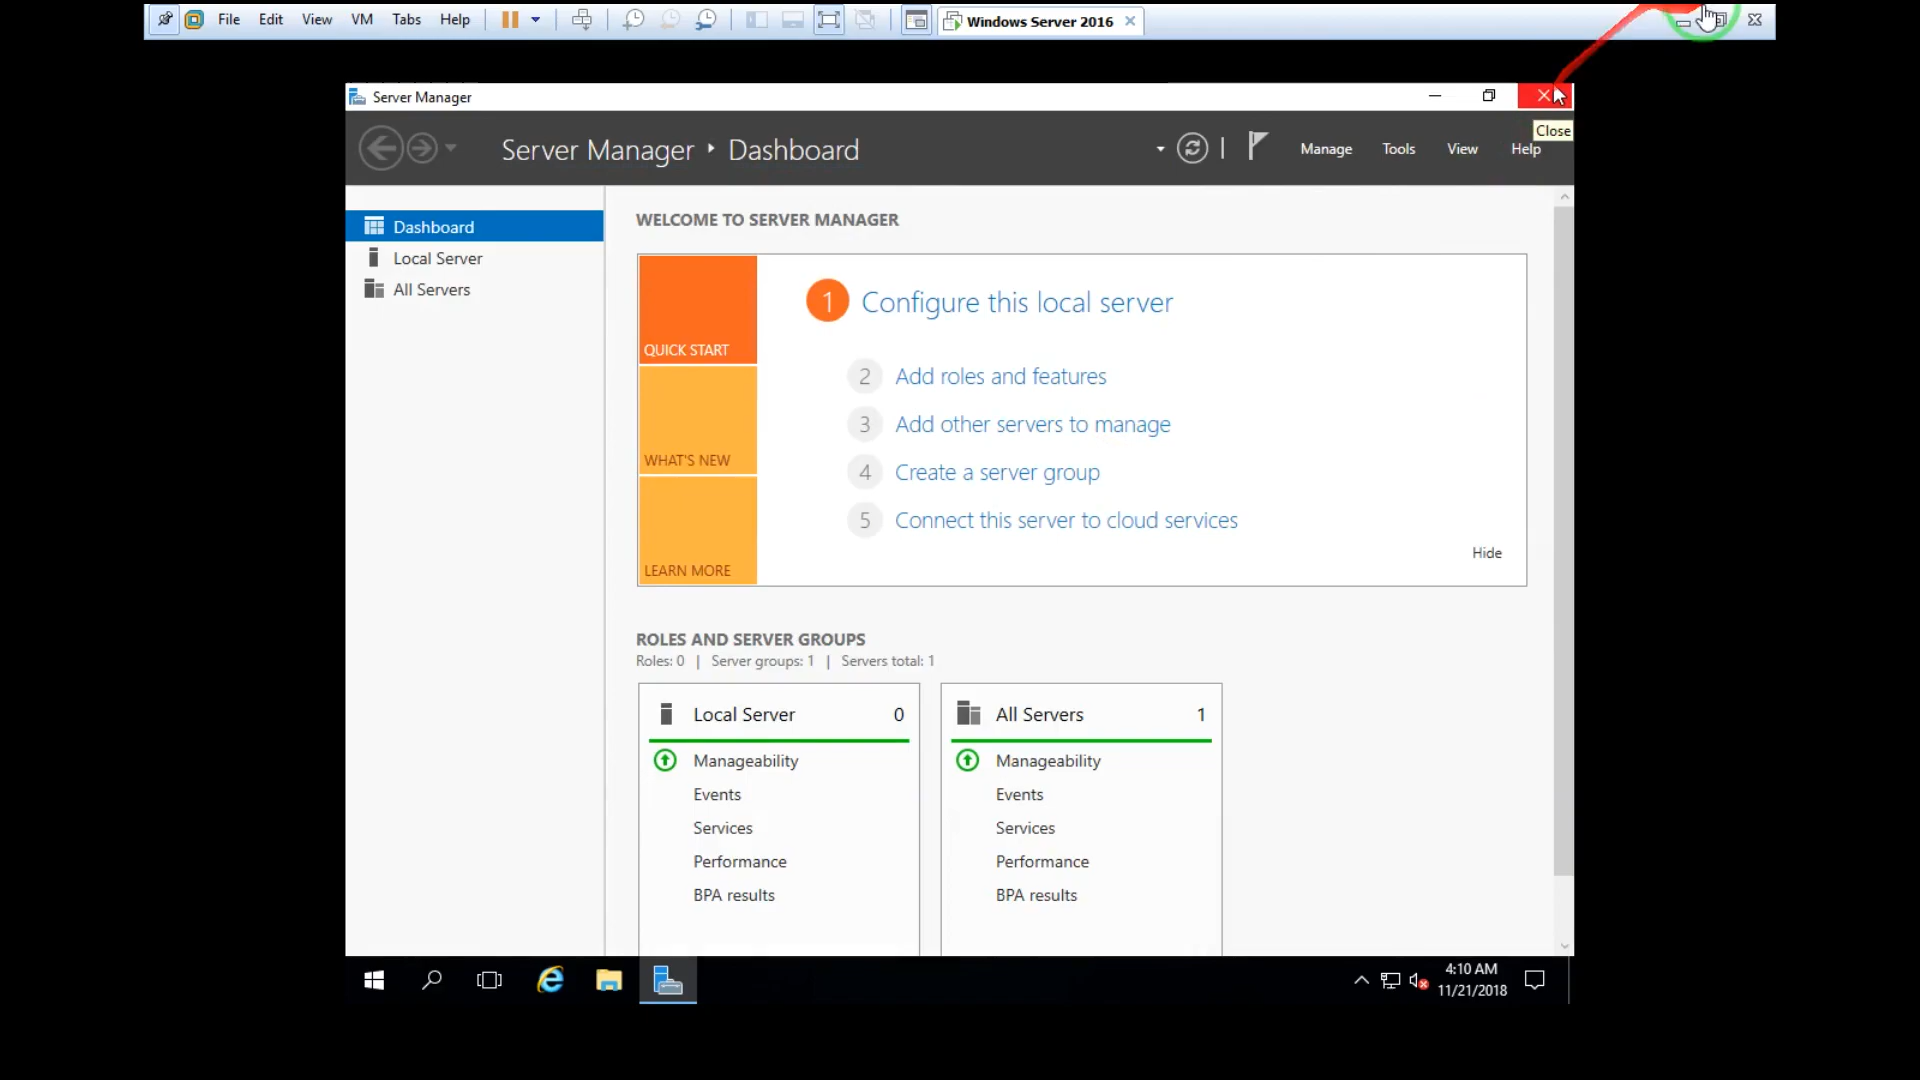 File Edit View VM Tabs Help Windows Server 2016
Server Manager
Close
Server Manager Dashboard Manage Tools View Help
Dashboard
Local Server
All Servers
WELCOME TO SERVER MANAGER
QUICK START
WHAT'S NEW
LEARN MORE
1 Configure this local server
2 Add roles and features
3 Add other servers to manage
4 Create a server group
5 Connect this server to cloud services
Hide
ROLES AND SERVER GROUPS
Roles: 0 | Server groups: 1 | Servers total: 1
Local Server 0
Manageability
Events
Services
Performance
BPA results
All Servers 1
Manageability
Events
Services
Performance
BPA results
4:10 AM
11/21/2018